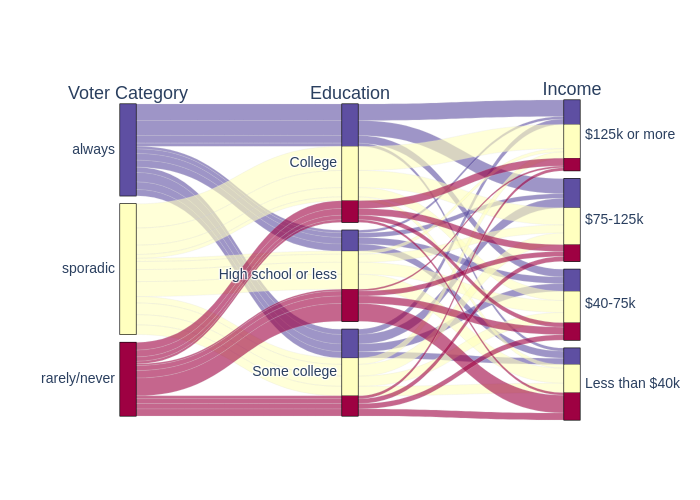 Voter Category
Education
Income
always
sporadic
rarely/never
College
High school or less
Some college
$125k or more
$75-125k
$40-75k
Less than $40k